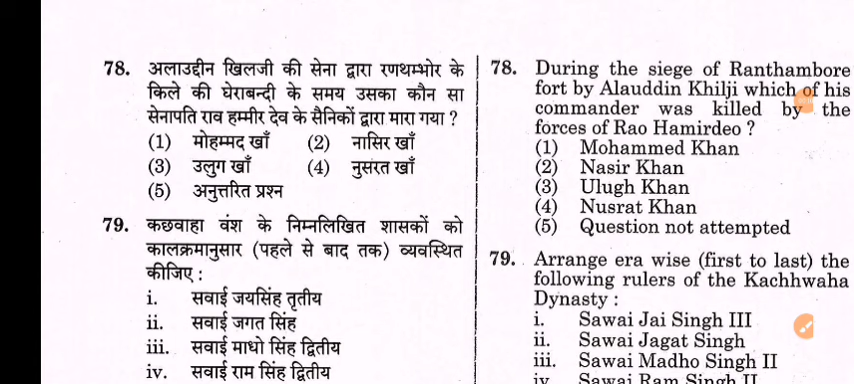 78. अलाउद्दीन खिलजी की सेना द्वारा रणथम्भोर के
किले की घेराबन्दी के समय उसका कौन सा
सेनापति राव हम्मीर देव के सैनिकों द्वारा मारा गया ?
(1) मोहम्मद खाँ (2) नासिर खाँ
(3) उलुग खाँ (4) नुसरत खाँ
(5) अनुत्तरित प्रश्न
79. कछवाहा वंश के निम्नलिखित शासकों को
कालक्रमानुसार (पहले से बाद तक) व्यवस्थित
कीजिए :
i. सवाई जयसिंह तृतीय
ii. सवाई जगत सिंह
iii. सवाई माधो सिंह द्वितीय
iv. सवाई राम सिंह द्वितीय
78. During the siege of Ranthambore
fort by Alauddin Khilji which of his
commander was killed by the
forces of Rao Hamirdeo ?
(1) Mohammed Khan
(2) Nasir Khan
(3) Ulugh Khan
(4) Nusrat Khan
(5) Question not attempted
79. Arrange era wise (first to last) the
following rulers of the Kachhwaha
Dynasty :
i. Sawai Jai Singh III
ii. Sawai Jagat Singh
iii. Sawai Madho Singh II
iv. Sawai Ram Singh II